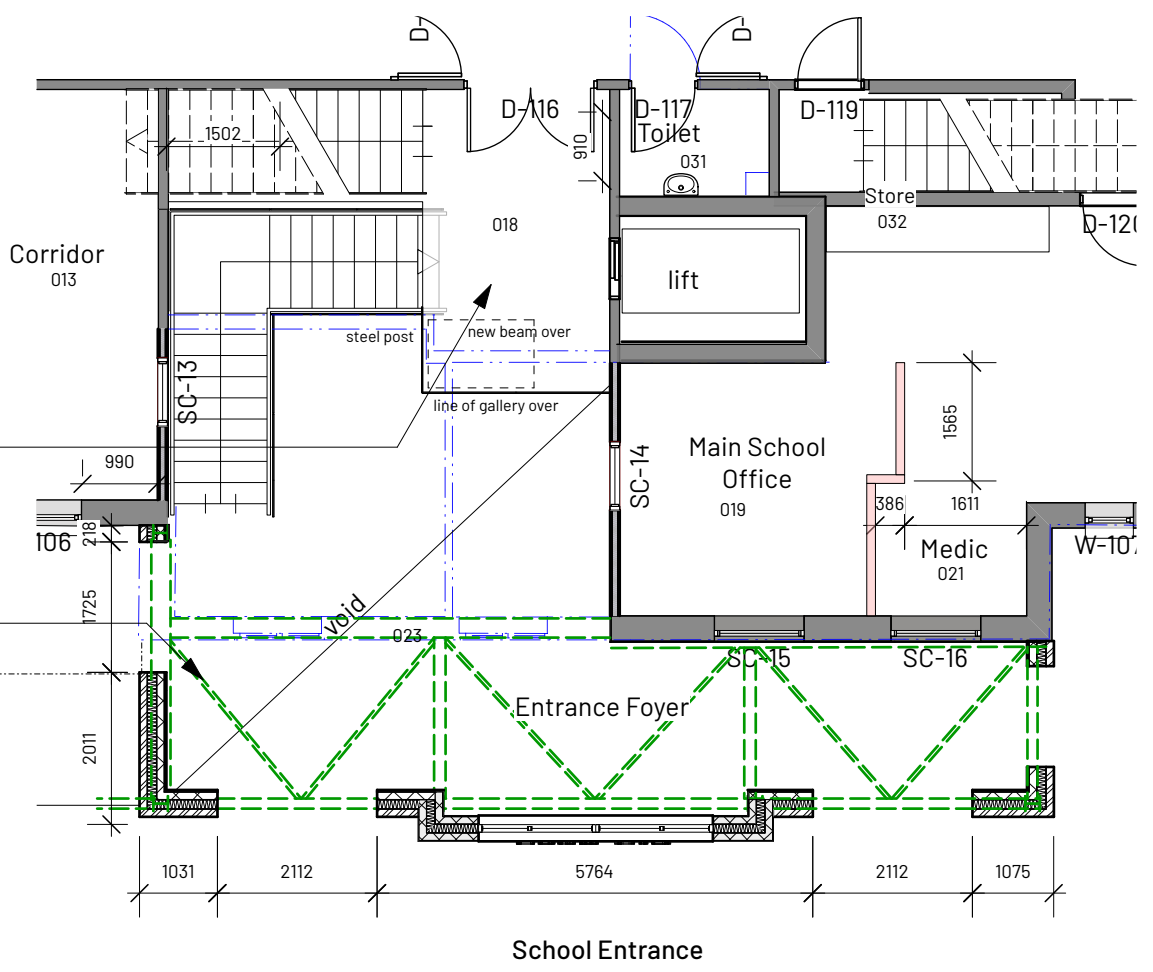 D-
D-
D-116
D-117
D-119
Toilet
031
1502
910
Store
032
D-120
018
Corridor
013
lift
new beam over
steel post
line of gallery over
SC-13
1565
Main School
Office
019
SC-14
990
386
1611
218
106
Medic
021
W-107
1725
void
023
SC-15
SC-16
Entrance Foyer
2011
1031
2112
5764
2112
1075
School Entrance